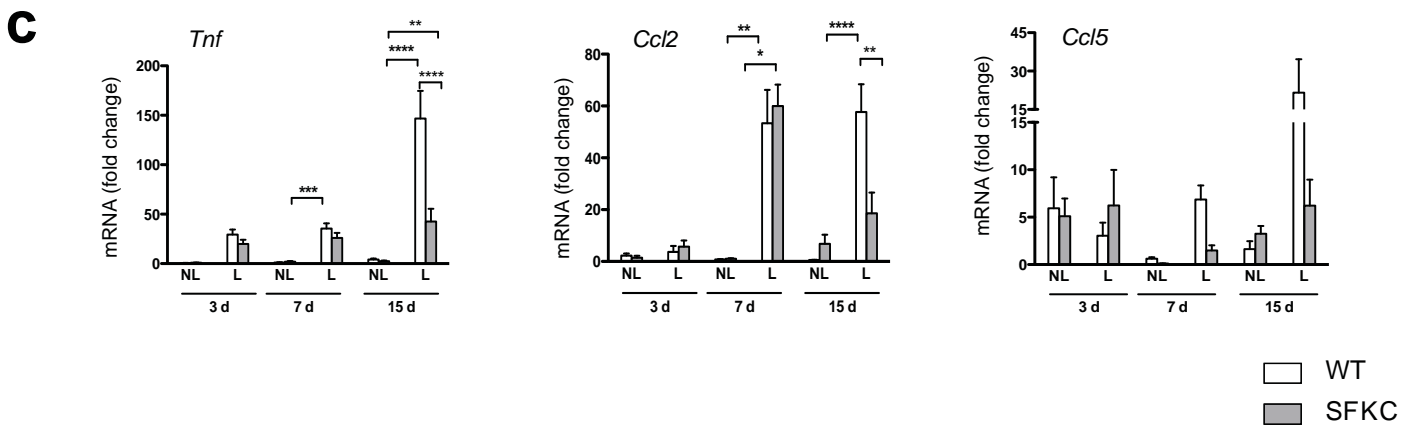 c
Tnf
mRNA (fold change)
200
150
100
50
0
***
**
****
****
NL L NL L NL L
3 d 7 d 15 d
Ccl2
mRNA (fold change)
80
60
40
20
0
**
*
****
**
NL L NL L NL L
3 d 7 d 15 d
Ccl5
mRNA (fold change)
45
30
15
15
10
5
0
NL L NL L NL L
3 d 7 d 15 d
WT
SFKC